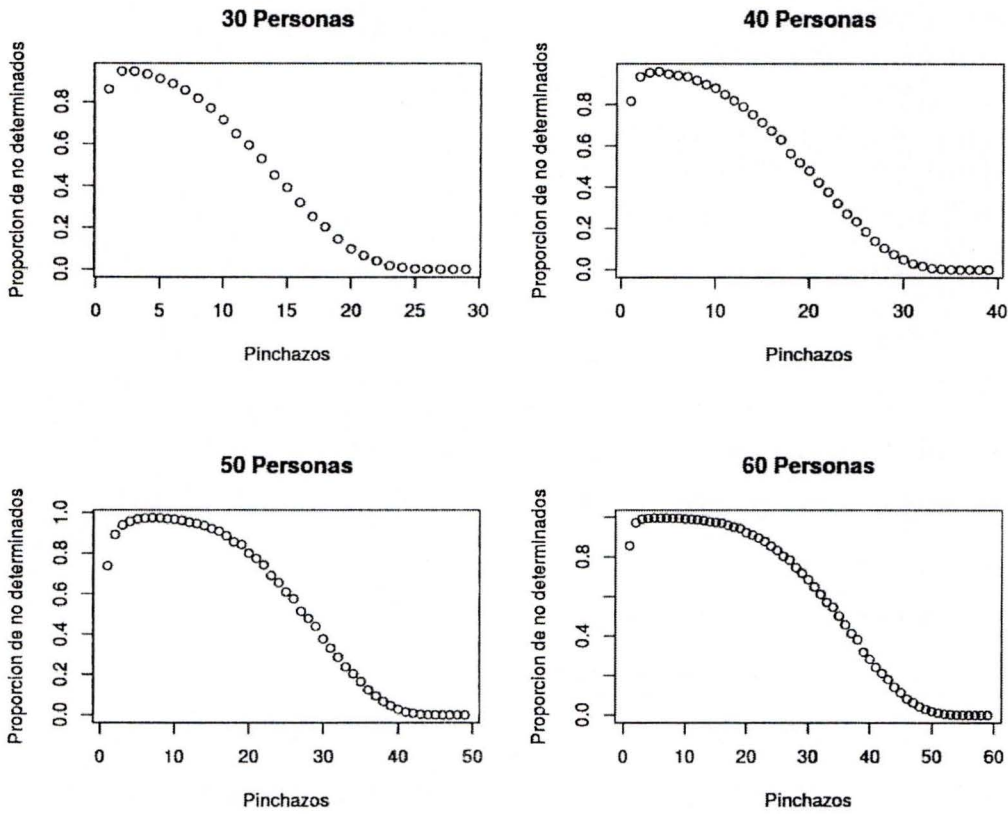 30 Personas
Proporcion de no determinados
0.0 0.2 0.4 0.6 0.8
0 5 10 15 20 25 30
Pinchazos
40 Personas
Proporcion de no determinados
0.0 0.2 0.4 0.6 0.8
0 10 20 30 40
Pinchazos
50 Personas
Proporcion de no determinados
0.0 0.2 0.4 0.6 0.8 1.0
0 10 20 30 40 50
Pinchazos
60 Personas
Proporcion de no determinados
0.0 0.4 0.8
0 10 20 30 40 50 60
Pinchazos